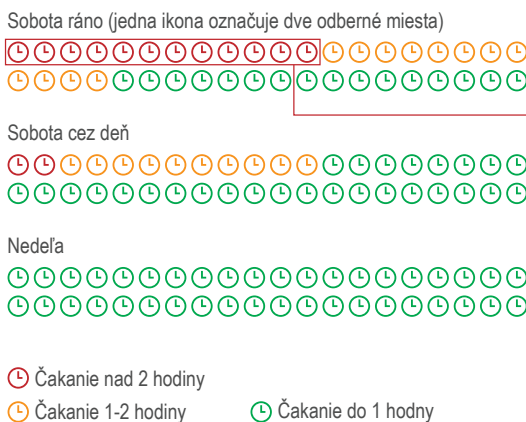 Sobota ráno (jedna ikona označuje dve odberné miesta)
Sobota cez deň
Nedeľa
Čakanie nad 2 hodiny
Čakanie 1-2 hodiny
Čakanie do 1 hodny